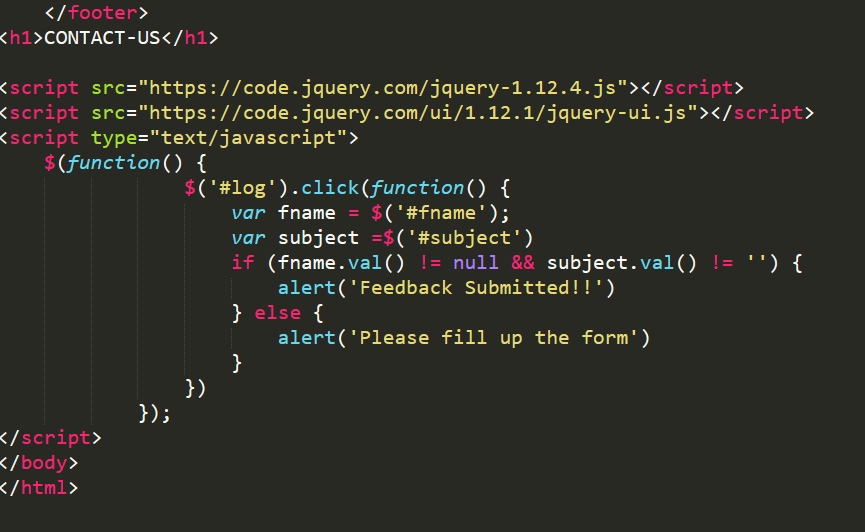 </footer>
<h1>CONTACT-US</h1>
<script src="https://code.jquery.com/jquery-1.12.4.js"></script>
<script src="https://code.jquery.com/ui/1.12.1/jquery-ui.js"></script>
<script type="text/javascript">
$(function() {
$('#log').click(function() {
var fname = $('#fname');
var subject =$('#subject')
if (fname.val() != null && subject.val() != '') {
alert('Feedback Submitted!!')
} else {
alert('Please fill up the form')
}
})
});
</script>
</body>
</html>